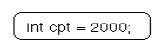 int cpt = 2000;